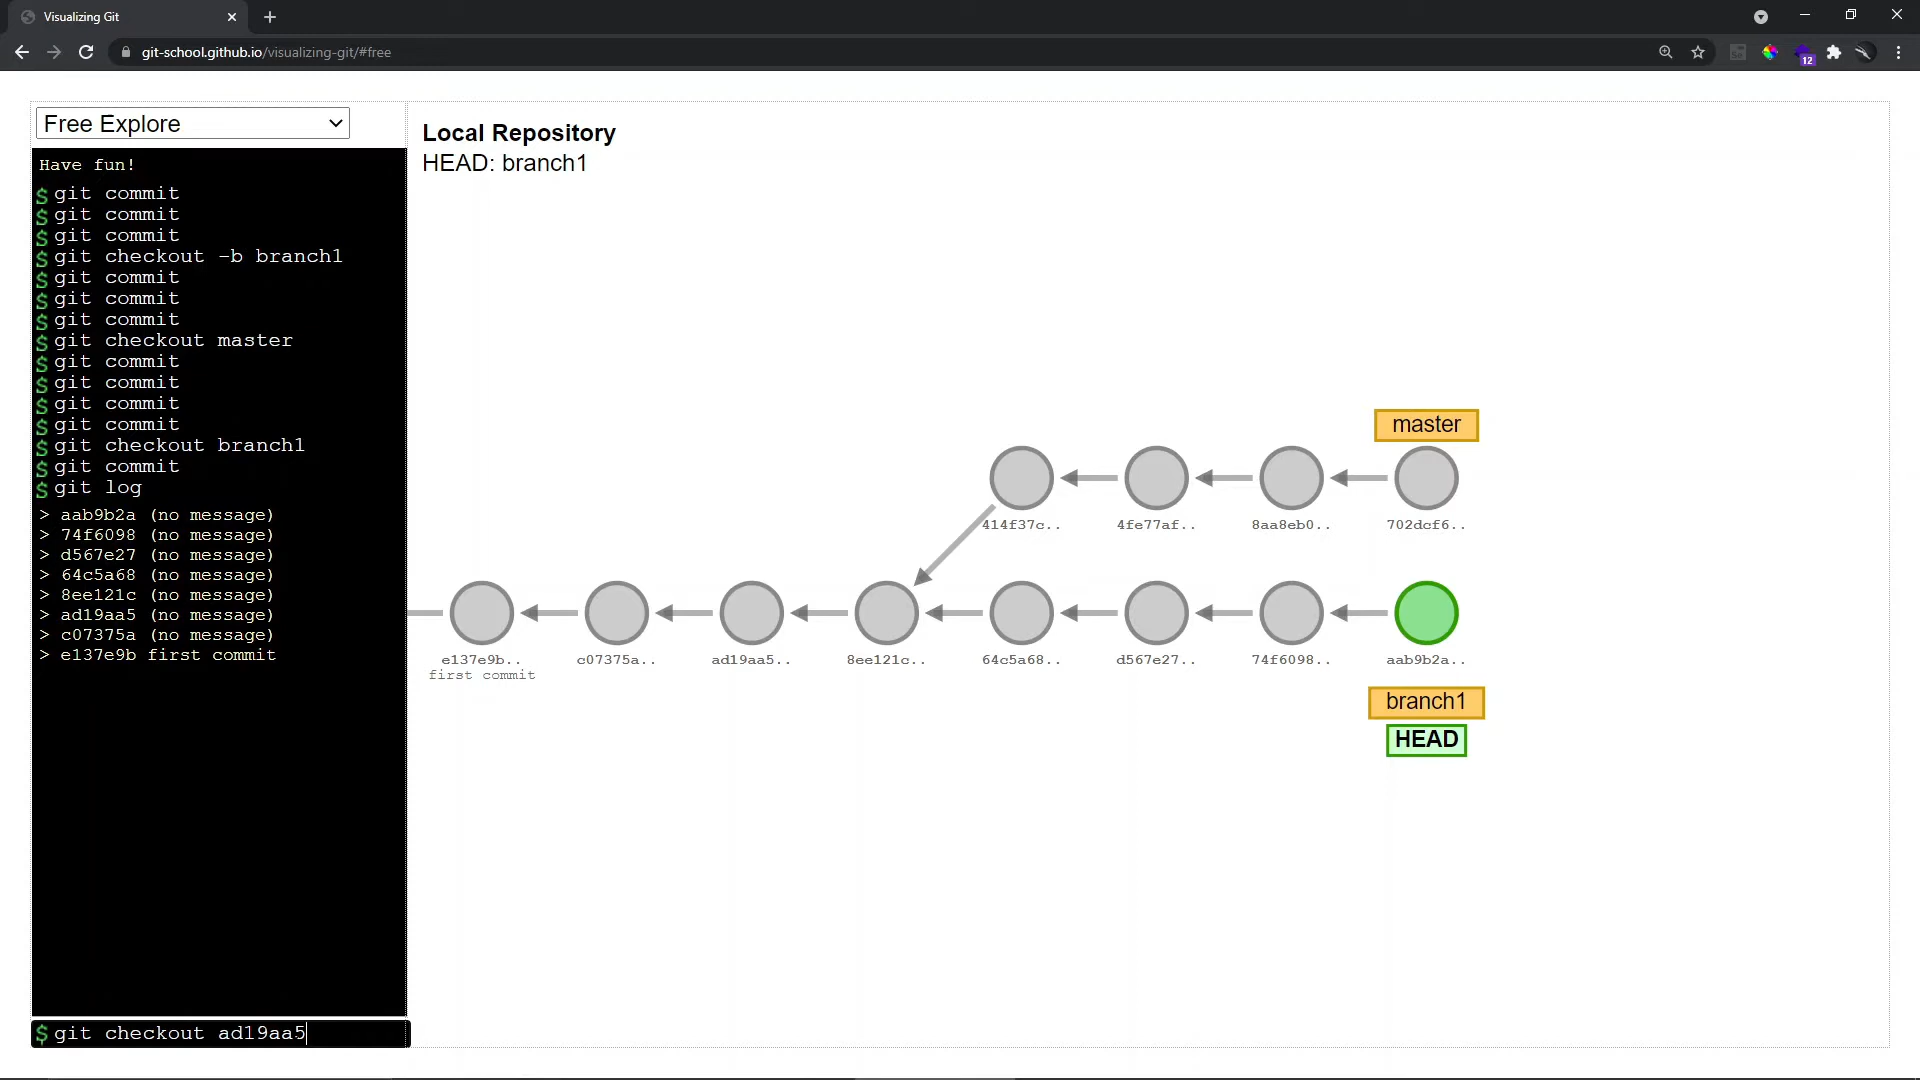 Visualizing Git
git-school.github.io/visualizing-git/#free
12
Free Explore
Have fun!
$ git commit
$ git commit
$ git commit
$ git checkout -b branch1
$ git commit
$ git commit
$ git commit
$ git checkout master
$ git commit
$ git commit
$ git commit
$ git commit
$ git checkout branch1
$ git commit
$ git log
> aab9b2a (no message)
> 74f6098 (no message)
> d567e27 (no message)
> 64c5a68 (no message)
> 8ee121c (no message)
> ad19aa5 (no message)
> c07375a (no message)
> e137e9b first commit
$ git checkout ad19aa5
Local Repository
HEAD: branch1
master
414f37c.. 4fe77af.. 8aa8eb0.. 702dcf6..
e137e9b.. c07375a.. ad19aa5.. 8ee121c.. 64c5a68.. d567e27.. 74f6098.. aab9b2a..
first commit
branch1
HEAD